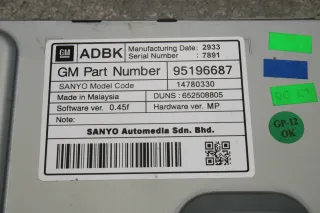 GM
ADBK
Manufacturing Date: 2933
Serial Number : 7891
GM Part Number 95196687
SANYO Model Code 14780330
Made in Malaysia DUNS : 652508805
Software ver. 0.45f Hardware ver. MP
Note:
SANYO Automedia Sdn. Bhd.
GP-12
OK